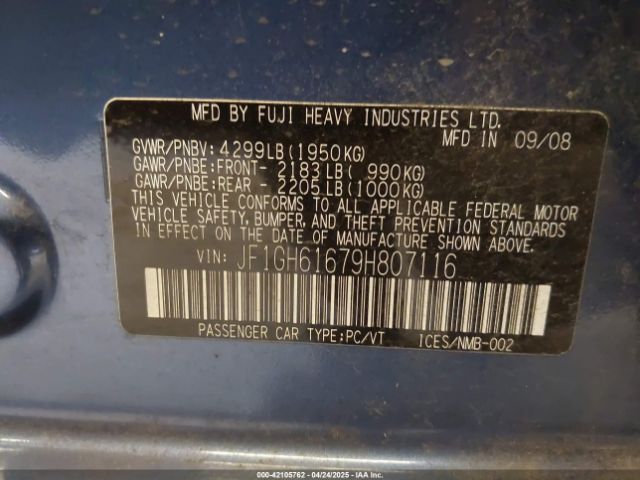 MFD BY FUJI HEAVY INDUSTRIES LTD.
MFD IN 09/08
GVWR/PNBV: 4299LB(1950KG)
GAWR/PNBE:FRONT- 2183LB( 990KG)
GAWR/PNBE:REAR - 2205LB(1000KG)
THIS VEHICLE CONFORMS TO ALL APPLICABLE FEDERAL MOTOR
VEHICLE SAFETY, BUMPER, AND THEFT PREVENTION STANDARDS
IN EFFECT ON THE DATE OF MANUFACTURE SHOWN ABOVE.
VIN: JF1GH61679H807116
PASSENGER CAR TYPE:PC/VT ICES/NMB-002
000-42105762 - 04/24/2025 - IAAI.COM